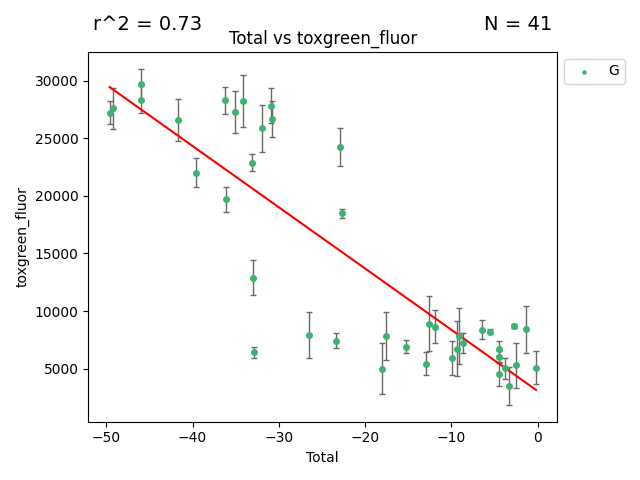 r^2 = 0.73
N = 41
Total vs toxgreen_fluor
G
30000
25000
20000
15000
10000
5000
toxgreen_fluor
−50
−40
−30
−20
−10
0
Total